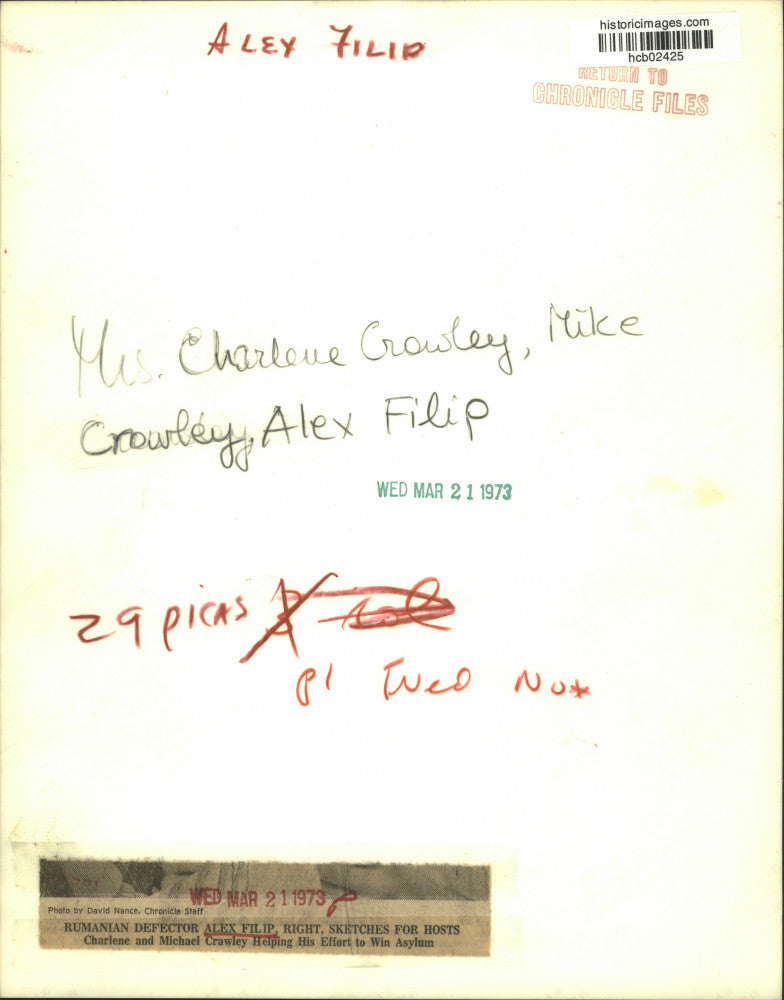 ALEX FILIP
historicimages.com
hcb02425
RETURN TO
CHRONICLE FILES
Mrs. Charlene Crowley, Mike
Crowley, Alex Filip
WED MAR 21 1973
29 PICAS
p1 Wed
WED MAR 21 1973
Photo by David Nance, Chronicle Staff
RUMANIAN DEFECTOR ALEX FILIP, RIGHT, SKETCHES FOR HOSTS
Charlene and Michael Crawley Helping His Effort to Win Asylum